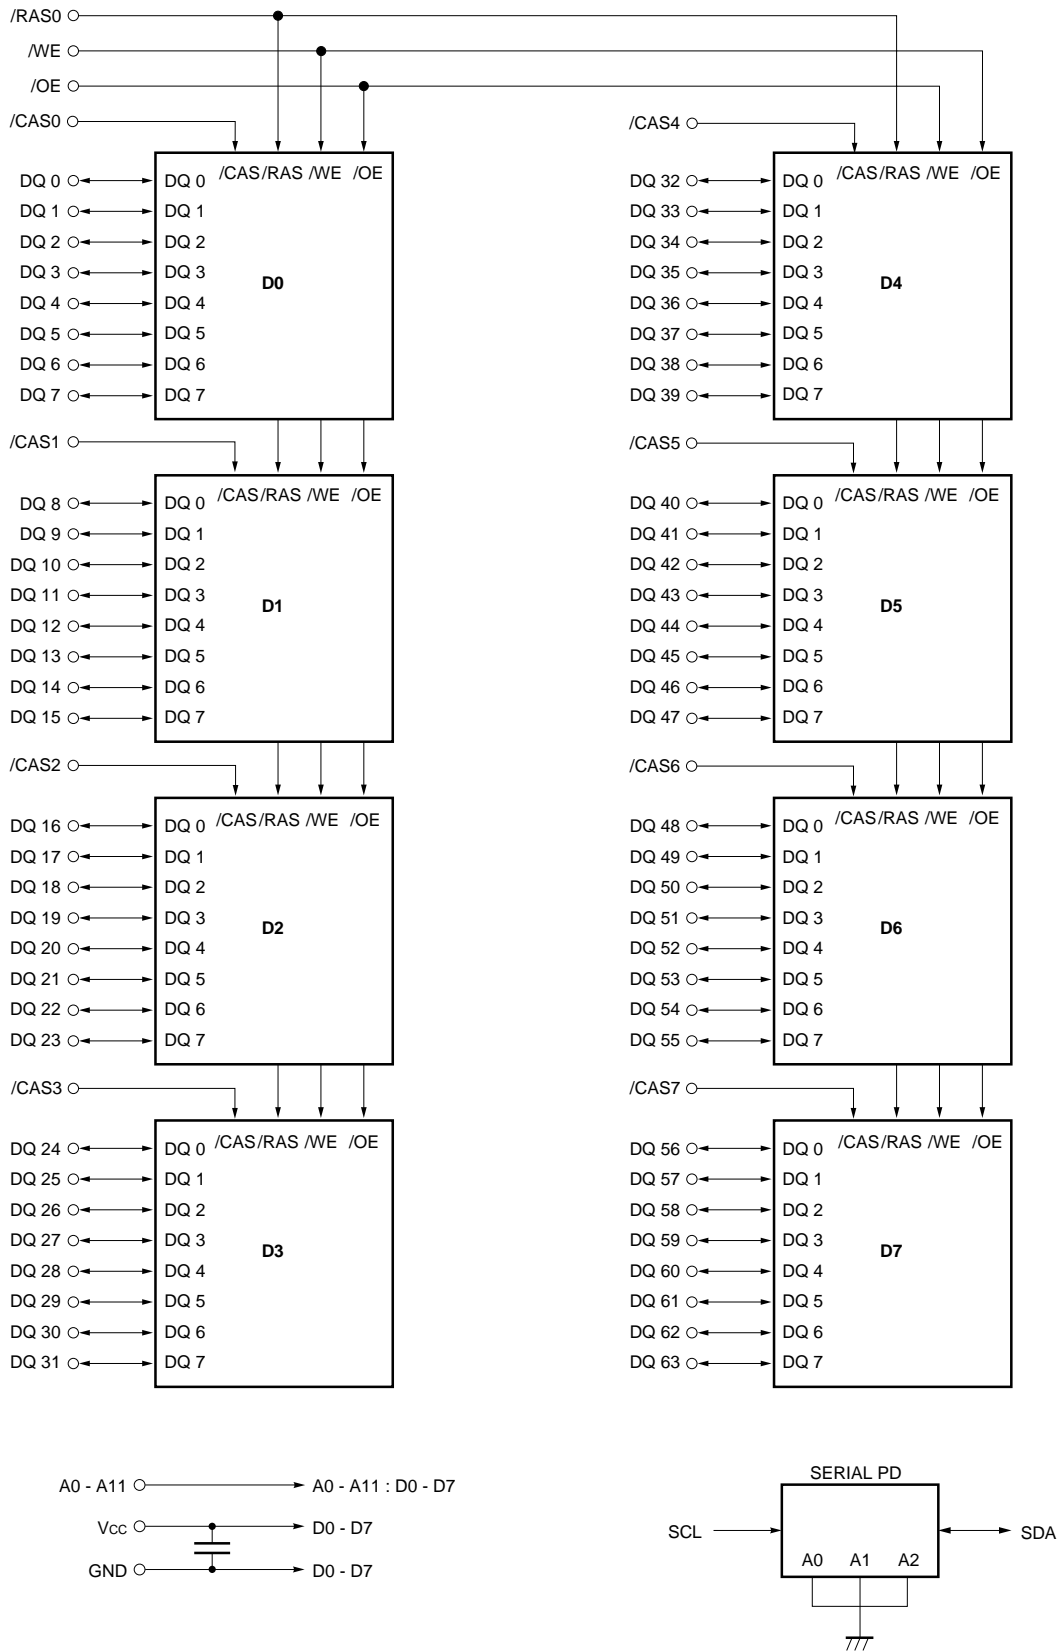 /RAS0
/WE
/OE
/CAS0
/CAS /RAS /WE /OE
DQ 0 DQ 0
DQ 1 DQ 1
DQ 2 DQ 2
DQ 3 DQ 3
D0
DQ 4 DQ 4
DQ 5 DQ 5
DQ 6 DQ 6
DQ 7 DQ 7
/CAS1
/CAS /RAS /WE /OE
DQ 8 DQ 0
DQ 9 DQ 1
DQ 10 DQ 2
DQ 11 DQ 3
D1
DQ 12 DQ 4
DQ 13 DQ 5
DQ 14 DQ 6
DQ 15 DQ 7
/CAS2
/CAS /RAS /WE /OE
DQ 16 DQ 0
DQ 17 DQ 1
DQ 18 DQ 2
DQ 19 DQ 3
D2
DQ 20 DQ 4
DQ 21 DQ 5
DQ 22 DQ 6
DQ 23 DQ 7
/CAS3
/CAS /RAS /WE /OE
DQ 24 DQ 0
DQ 25 DQ 1
DQ 26 DQ 2
DQ 27 DQ 3
D3
DQ 28 DQ 4
DQ 29 DQ 5
DQ 30 DQ 6
DQ 31 DQ 7
/CAS4
/CAS /RAS /WE /OE
DQ 32 DQ 0
DQ 33 DQ 1
DQ 34 DQ 2
DQ 35 DQ 3
D4
DQ 36 DQ 4
DQ 37 DQ 5
DQ 38 DQ 6
DQ 39 DQ 7
/CAS5
/CAS /RAS /WE /OE
DQ 40 DQ 0
DQ 41 DQ 1
DQ 42 DQ 2
DQ 43 DQ 3
D5
DQ 44 DQ 4
DQ 45 DQ 5
DQ 46 DQ 6
DQ 47 DQ 7
/CAS6
/CAS /RAS /WE /OE
DQ 48 DQ 0
DQ 49 DQ 1
DQ 50 DQ 2
DQ 51 DQ 3
D6
DQ 52 DQ 4
DQ 53 DQ 5
DQ 54 DQ 6
DQ 55 DQ 7
/CAS7
/CAS /RAS /WE /OE
DQ 56 DQ 0
DQ 57 DQ 1
DQ 58 DQ 2
DQ 59 DQ 3
D7
DQ 60 DQ 4
DQ 61 DQ 5
DQ 62 DQ 6
DQ 63 DQ 7
A0 - A11 A0 - A11 : D0 - D7
Vcc D0 - D7
GND D0 - D7
SERIAL PD
SCL SDA
A0 A1 A2